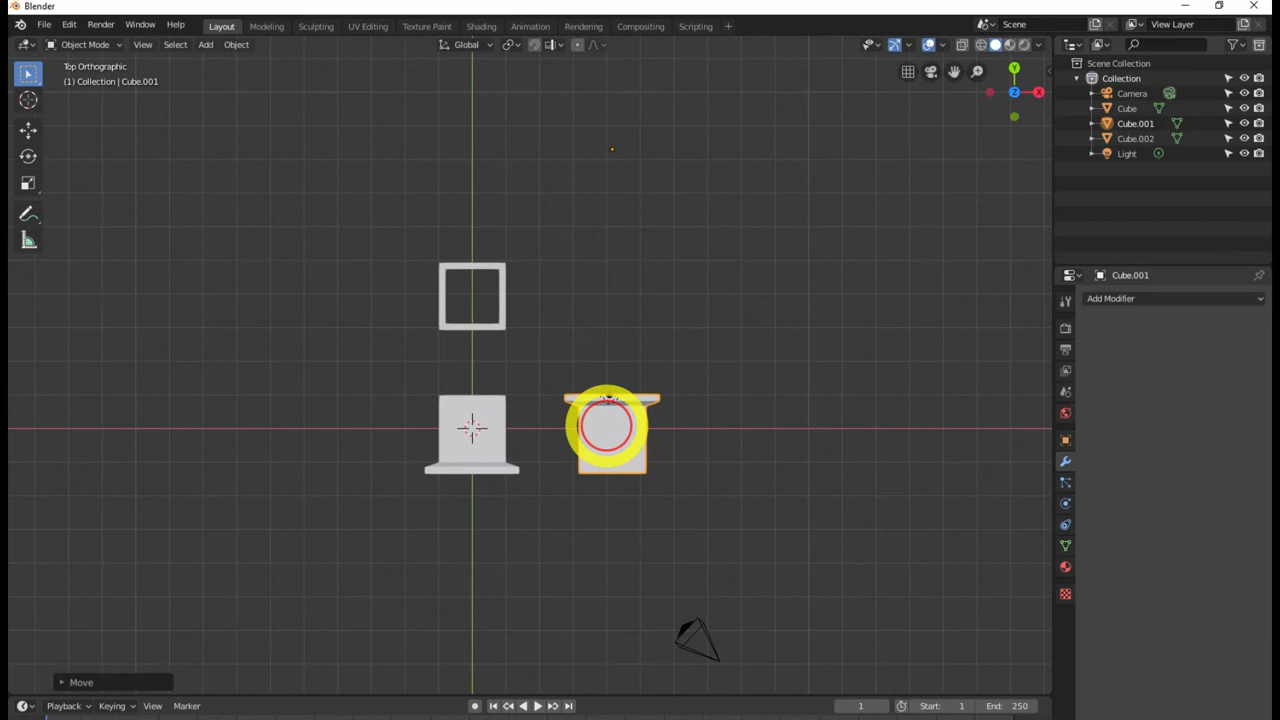 Blender
File Edit Render Window Help Layout Modeling Sculpting UV Editing Texture Paint Shading Animation Rendering Compositing Scripting + Scene View Layer
Object Mode View Select Add Object Global
Top Orthographic
(1) Collection | Cube.001
Y
Z X
Scene Collection
Collection
Camera
Cube
Cube.001
Cube.002
Light
Cube.001
Add Modifier
Move
Playback Keying View Marker 1 Start: 1 End: 250